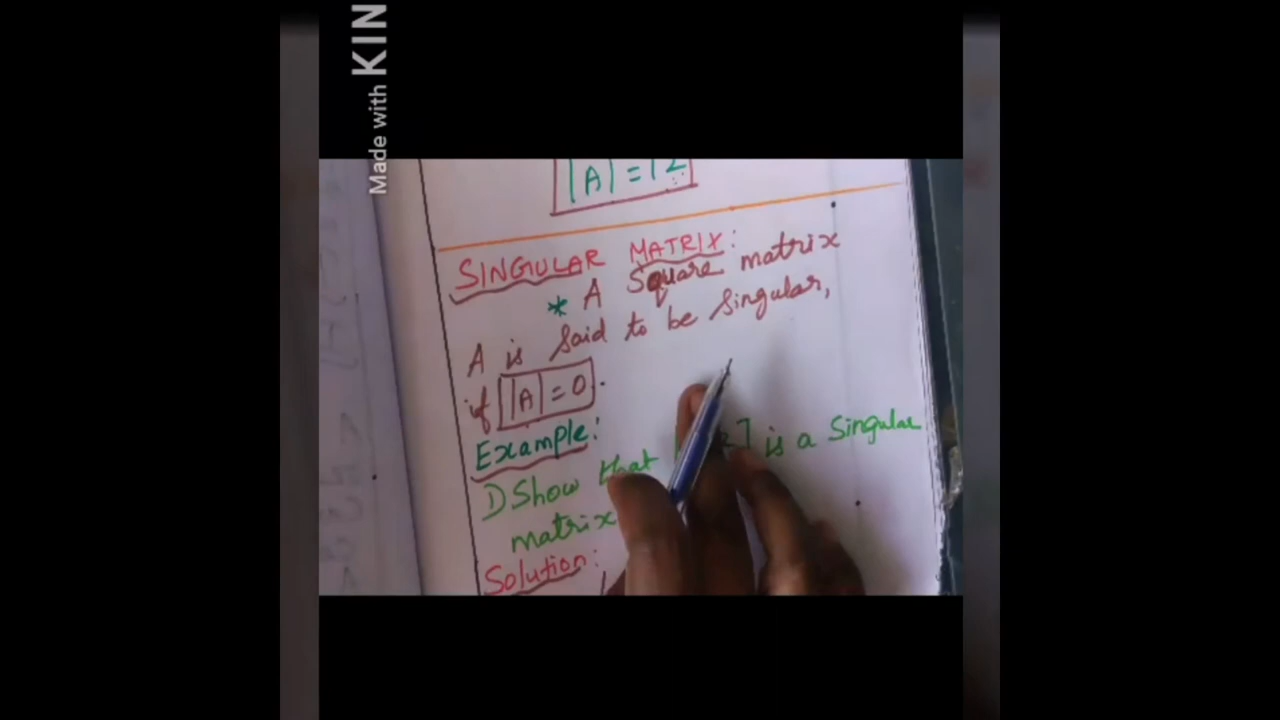 Made with KIN
|A| = 12
SINGULAR MATRIX:
* A Square matrix
A is said to be singular,
if |A| = 0.
Example:
1) Show that ] is a singular
matrix
Solution: